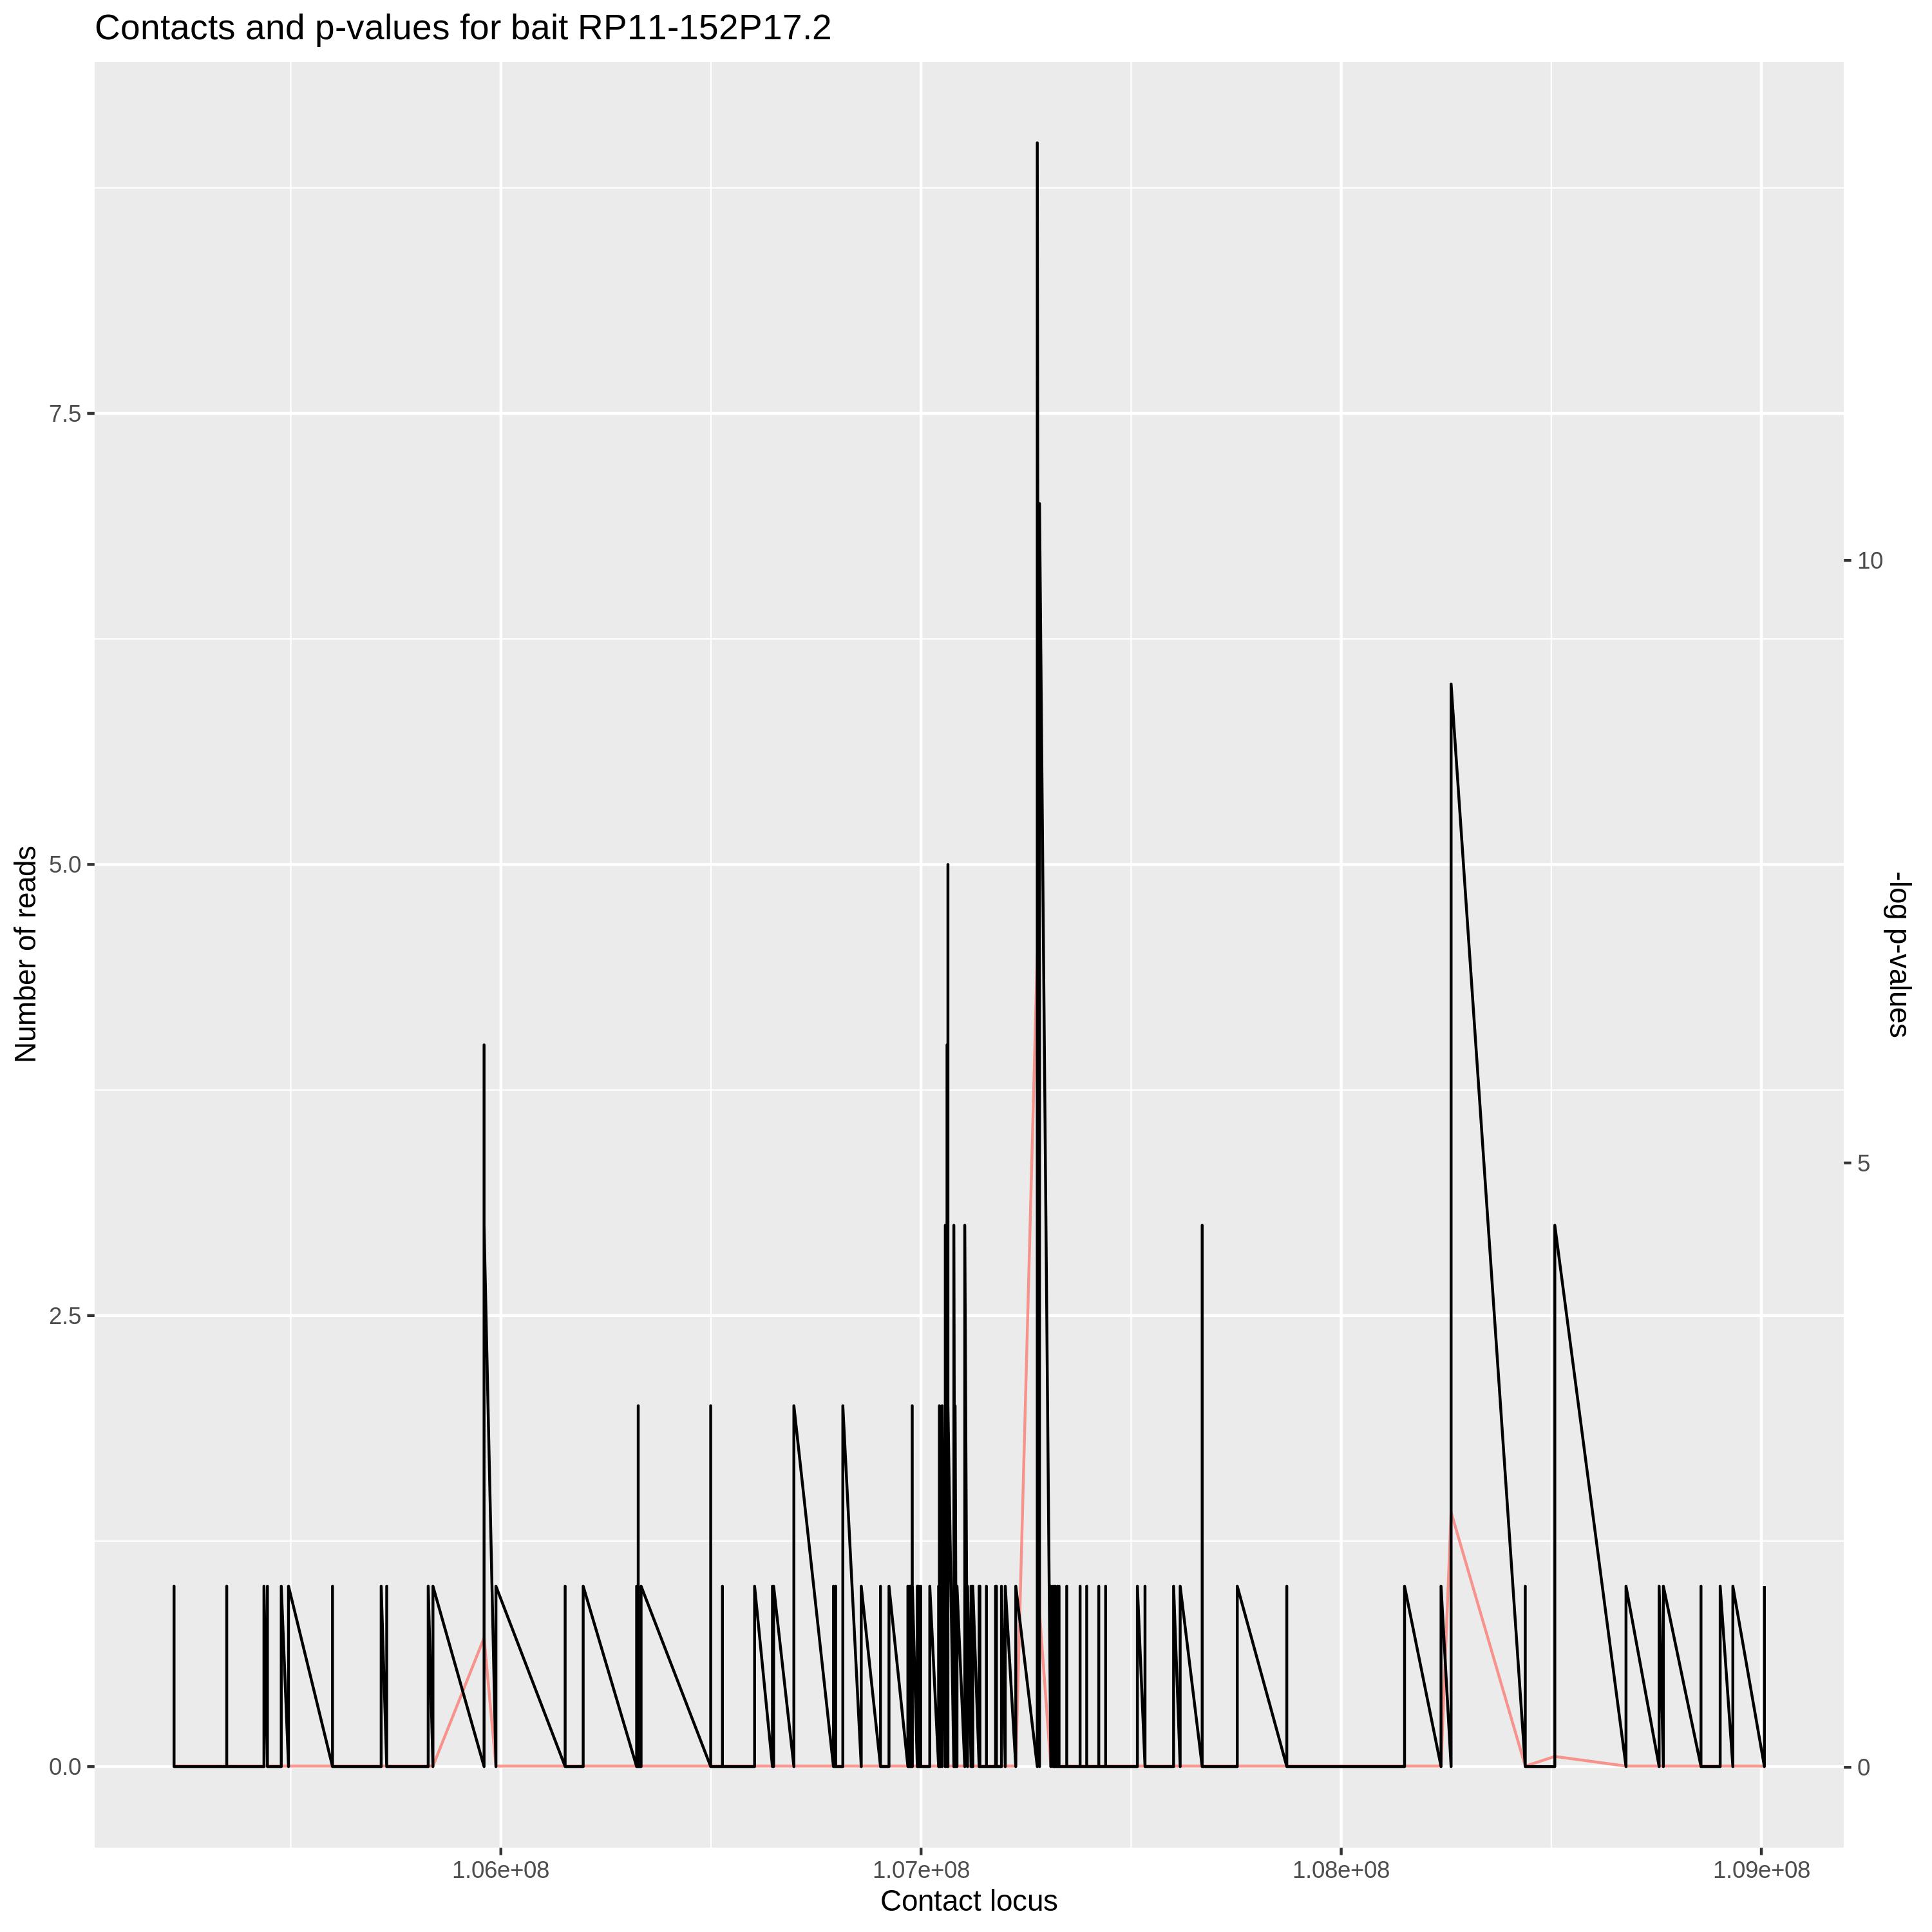 Contacts and p-values for bait RP11-152P17.2
7.5
5.0
2.5
0.0
Number of reads
10
5
0
-log p-values
1.06e+08
1.07e+08
1.08e+08
1.09e+08
Contact locus